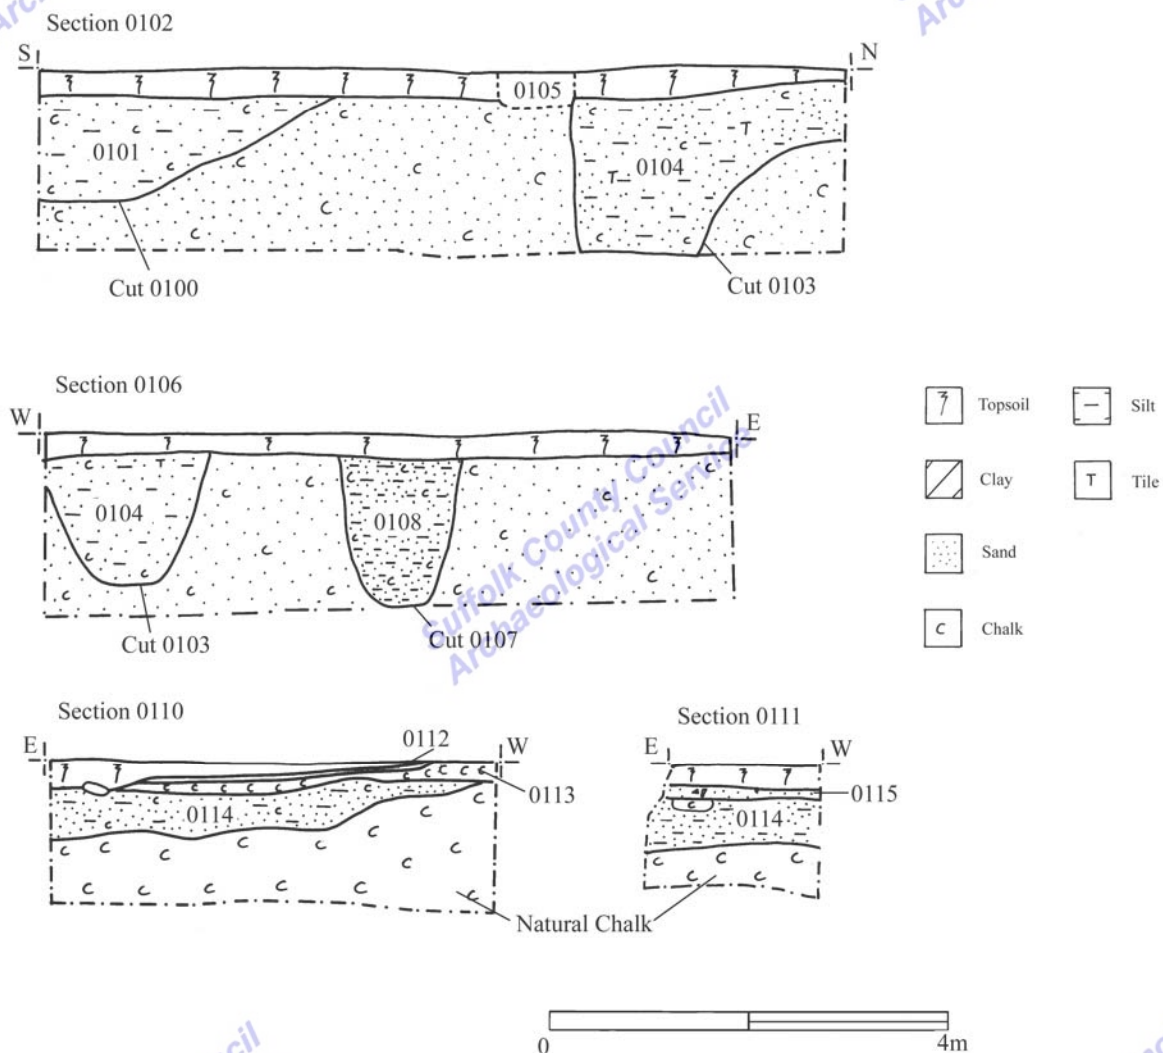 Section 0102
S
N
0105
0101
0104
Cut 0100
Cut 0103
Section 0106
W
E
0104
0108
Cut 0103
Cut 0107
Topsoil
Silt
Clay
T
Tile
Sand
C
Chalk
Suffolk County Council
Archaeological Service
Section 0110
E
W
0112
0113
0114
Section 0111
E
W
0115
0114
Natural Chalk
0
4m